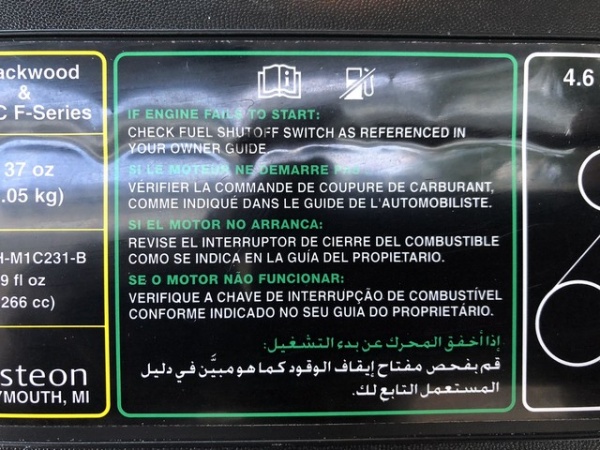 ackwood
&
C F-Series
37 oz
.05 kg)
H-M1C231-B
9 fl oz
266 cc)
steon
YMOUTH, MI
IF ENGINE FAILS TO START:
CHECK FUEL SHUTOFF SWITCH AS REFERENCED IN
YOUR OWNER GUIDE
SI LE MOTEUR NE DEMARRE PAS:
VÉRIFIER LA COMMANDE DE COUPURE DE CARBURANT,
COMME INDIQUÉ DANS LE GUIDE DE L'AUTOMOBILISTE.
SI EL MOTOR NO ARRANCA:
REVISE EL INTERRUPTOR DE CIERRE DEL COMBUSTIBLE
COMO SE INDICA EN LA GUÍA DEL PROPIETARIO.
SE O MOTOR NÃO FUNCIONAR:
VERIFIQUE A CHAVE DE INTERRUPÇÃO DE COMBUSTÍVEL
CONFORME INDICADO NO SEU GUIA DO PROPRIETÁRIO.
إذا أخفق المحرك عن بدء التشغيل:
قم بفحص مفتاح إيقاف الوقود كما هو مبيَّن في دليل
المستعمل التابع لك.
4.6